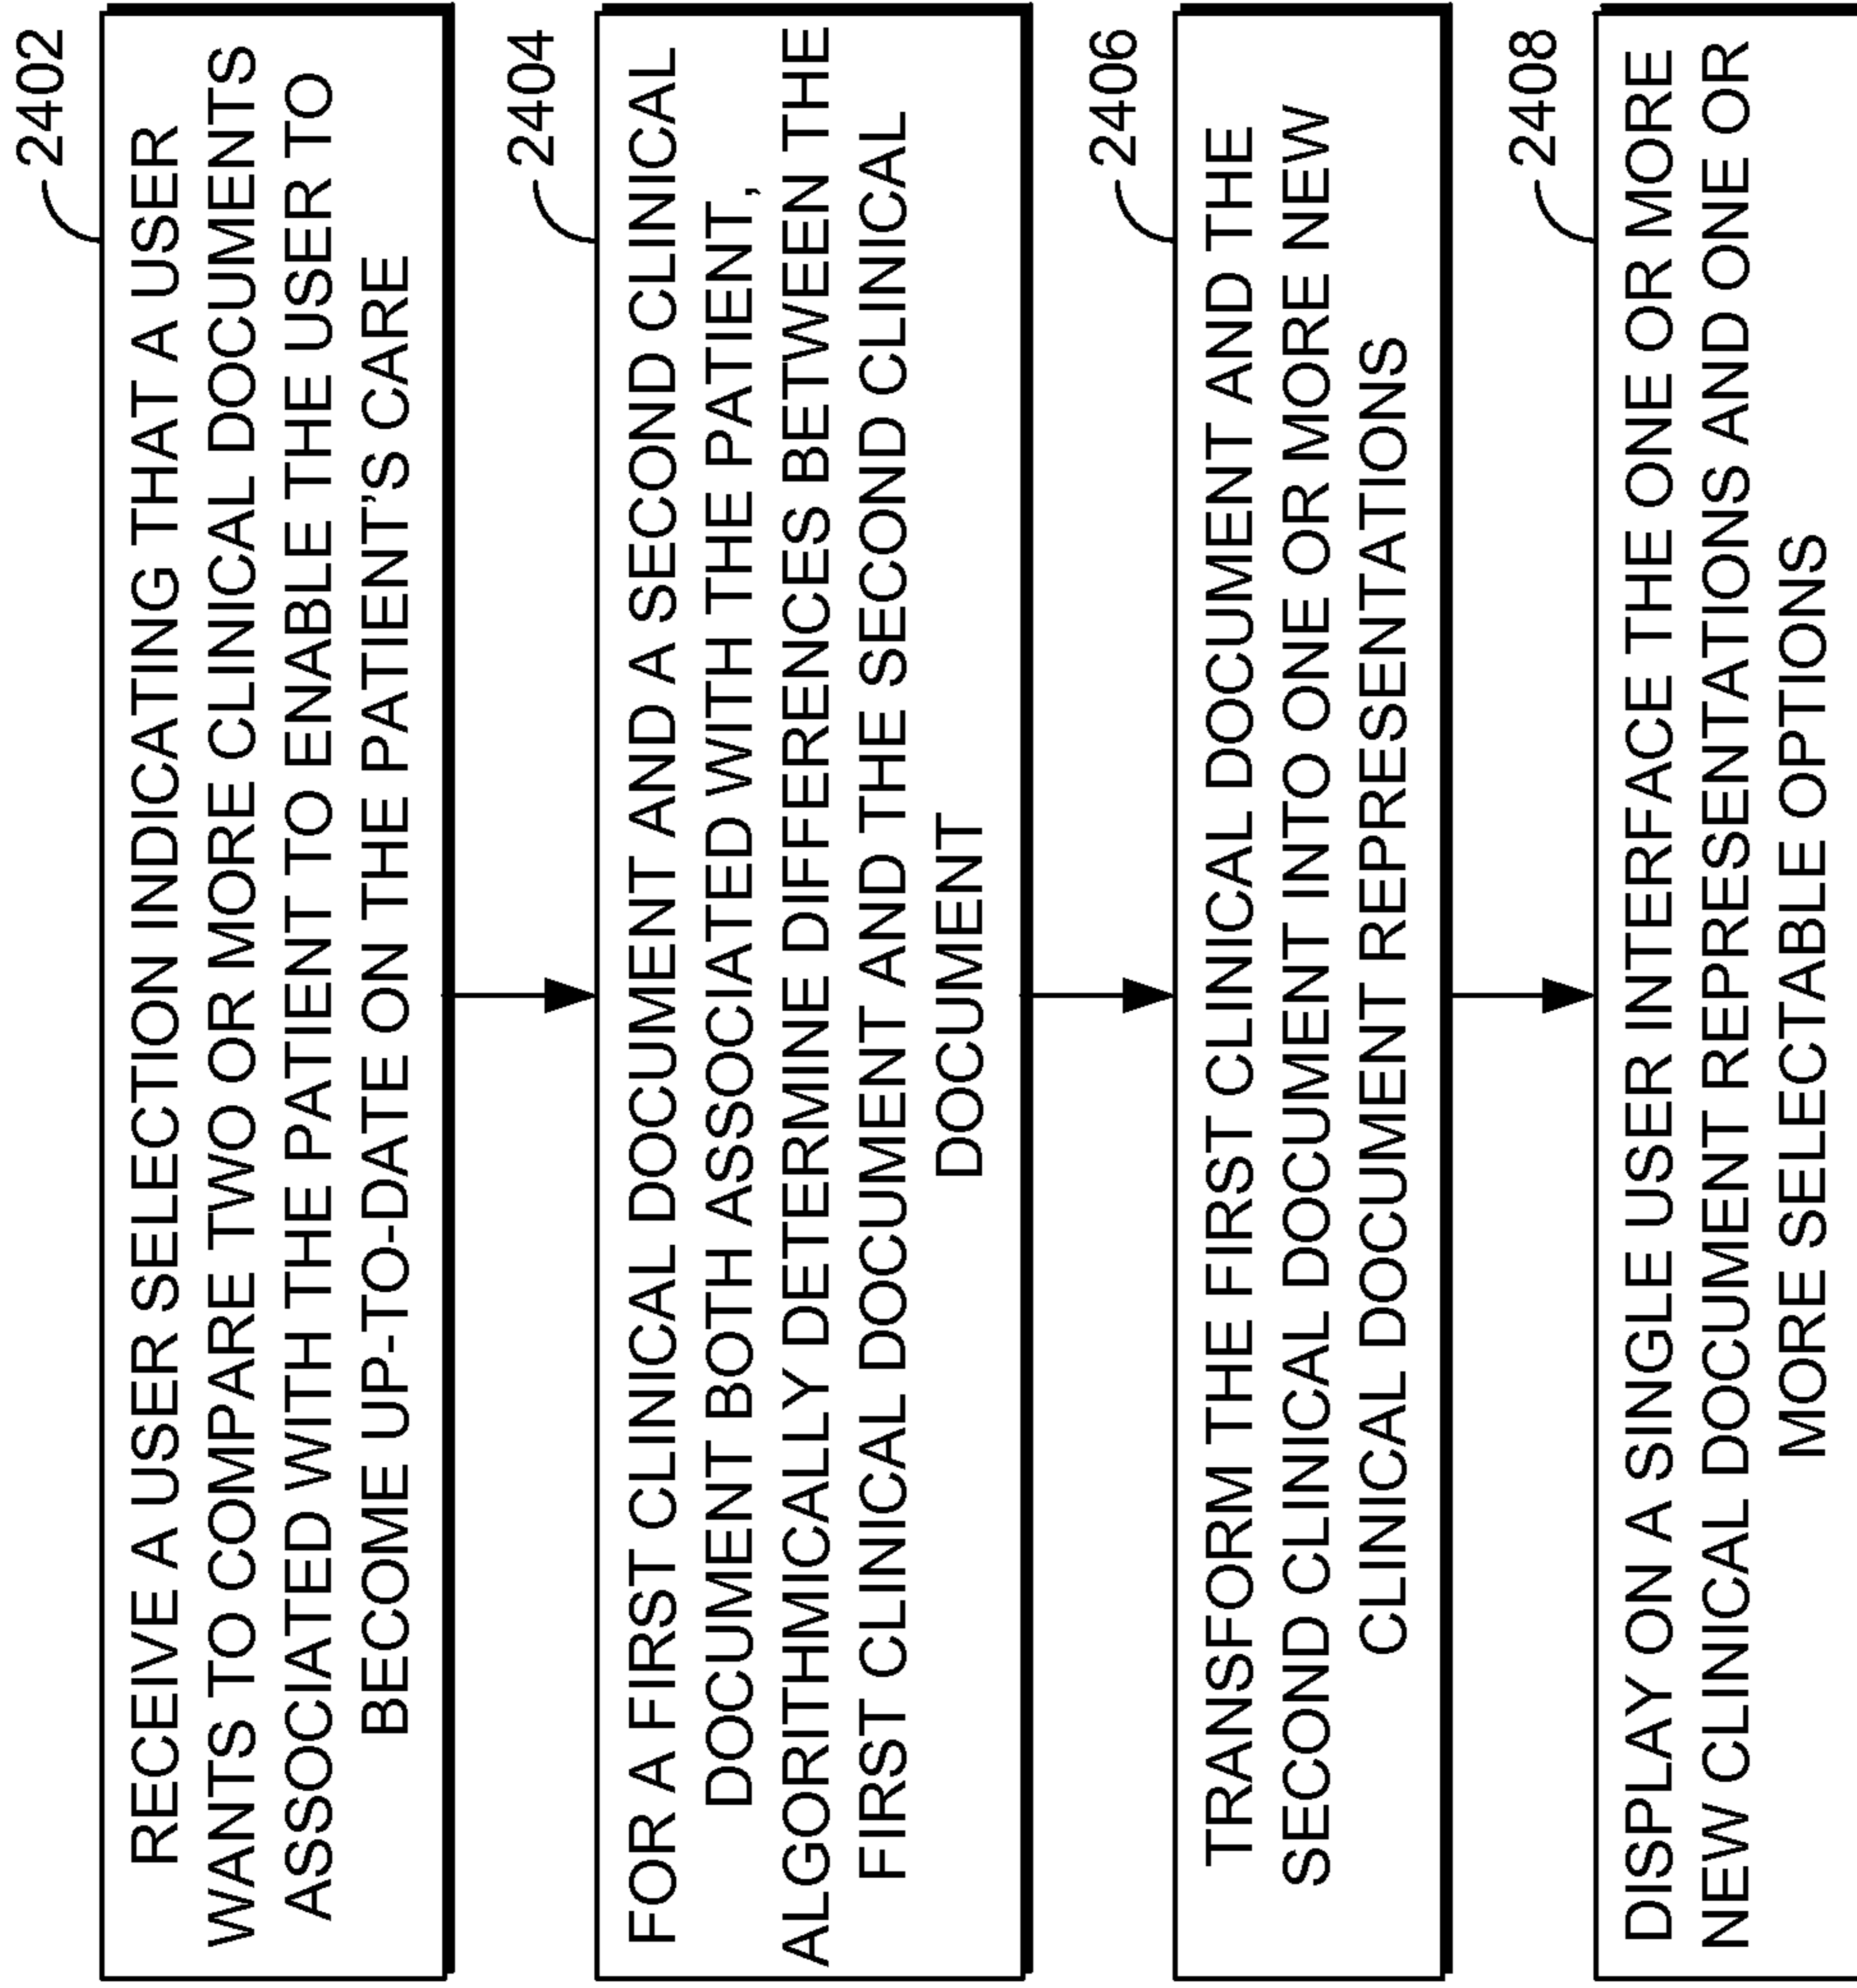 2402
RECEIVE A USER SELECTION INDICATING THAT A USER
WANTS TO COMPARE TWO OR MORE CLINICAL DOCUMENTS
ASSOCIATED WITH THE PATIENT TO ENABLE THE USER TO
BECOME UP-TO-DATE ON THE PATIENT'S CARE
2404
FOR A FIRST CLINICAL DOCUMENT AND A SECOND CLINICAL
DOCUMENT BOTH ASSOCIATED WITH THE PATIENT,
ALGORITHMICALLY DETERMINE DIFFERENCES BETWEEN THE
FIRST CLINICAL DOCUMENT AND THE SECOND CLINICAL
DOCUMENT
2406
TRANSFORM THE FIRST CLINICAL DOCUMENT AND THE
SECOND CLINICAL DOCUMENT INTO ONE OR MORE NEW
CLINICAL DOCUMENT REPRESENTATIONS
2408
DISPLAY ON A SINGLE USER INTERFACE THE ONE OR MORE
NEW CLINICAL DOCUMENT REPRESENTATIONS AND ONE OR
MORE SELECTABLE OPTIONS